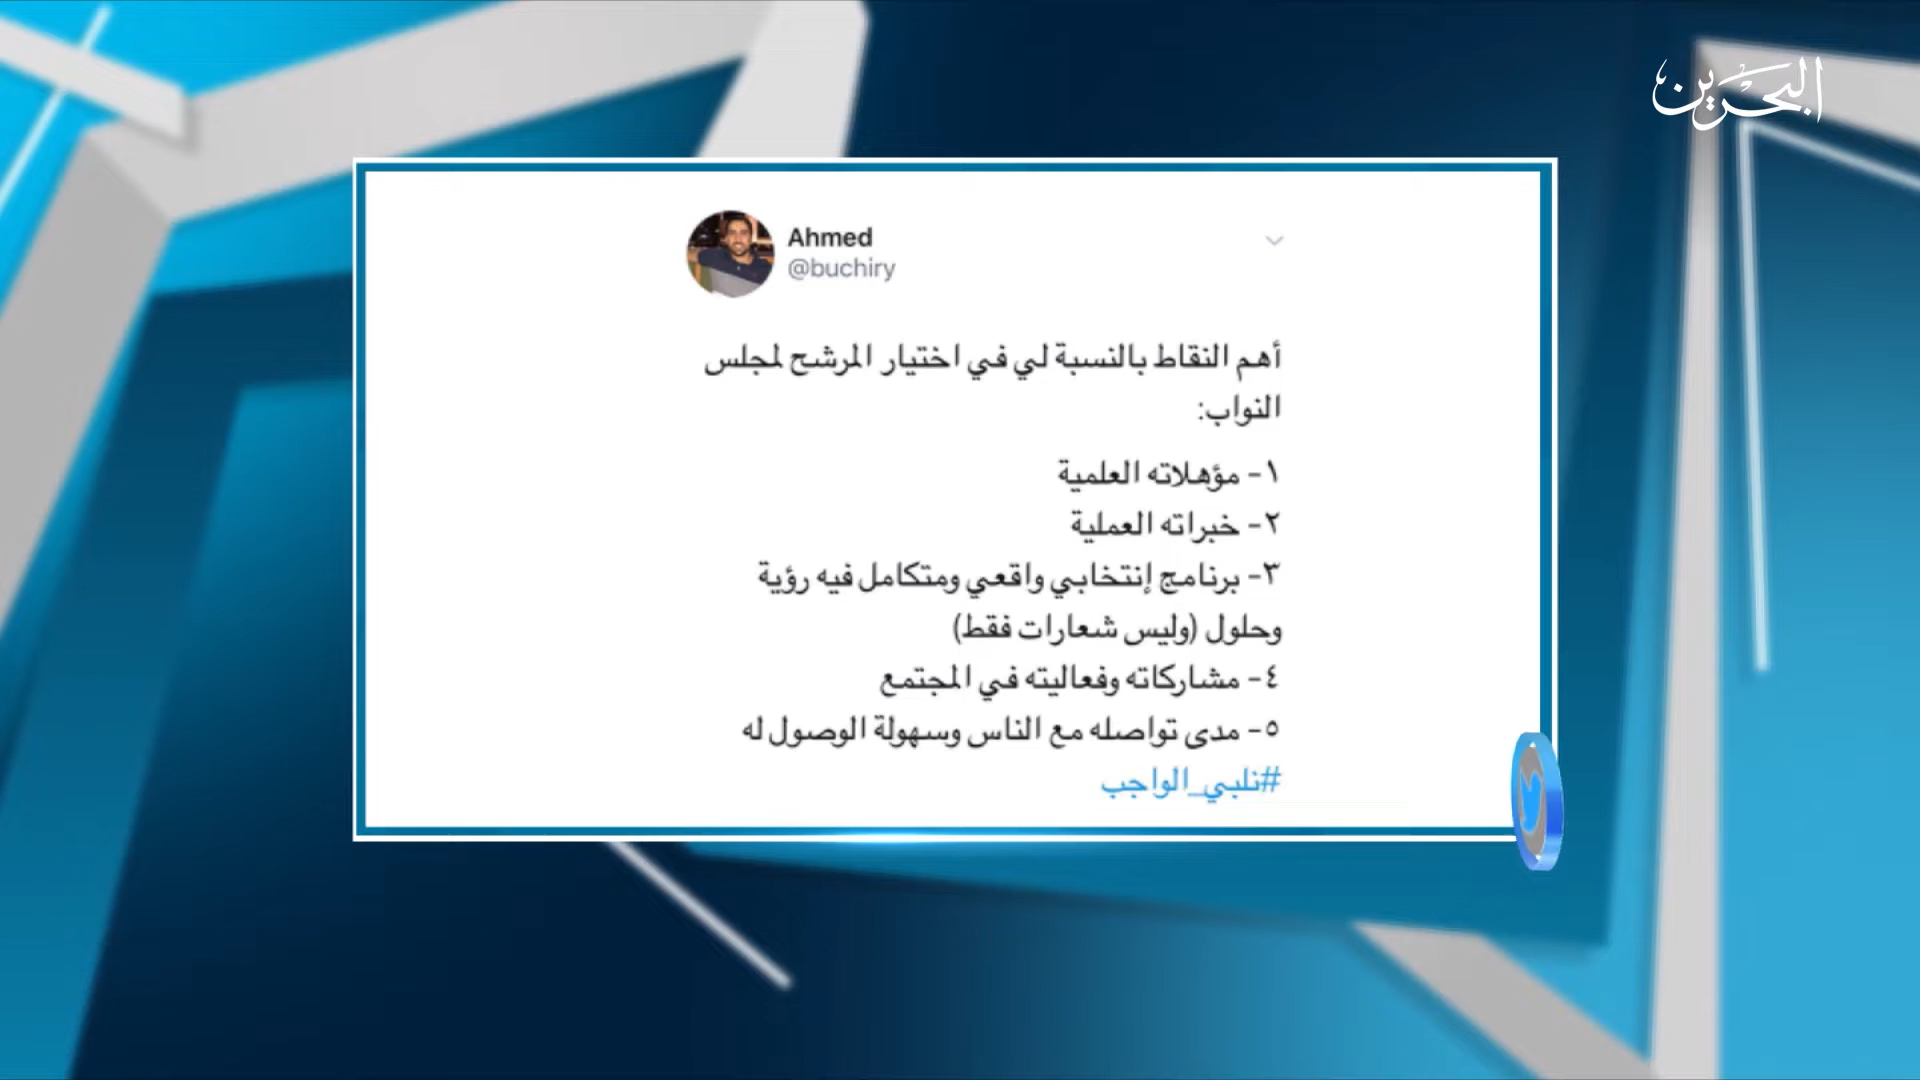 البحرين
Ahmed
@buchiry
أهم النقاط بالنسبة لي في اختيار المرشح لمجلس
النواب:
١- مؤهلاته العلمية
٢- خبراته العملية
٣- برنامج إنتخابي واقعي ومتكامل فيه رؤية
وحلول (وليس شعارات فقط)
٤- مشاركاته وفعاليته في المجتمع
٥- مدى تواصله مع الناس وسهولة الوصول له
#نلبي_الواجب